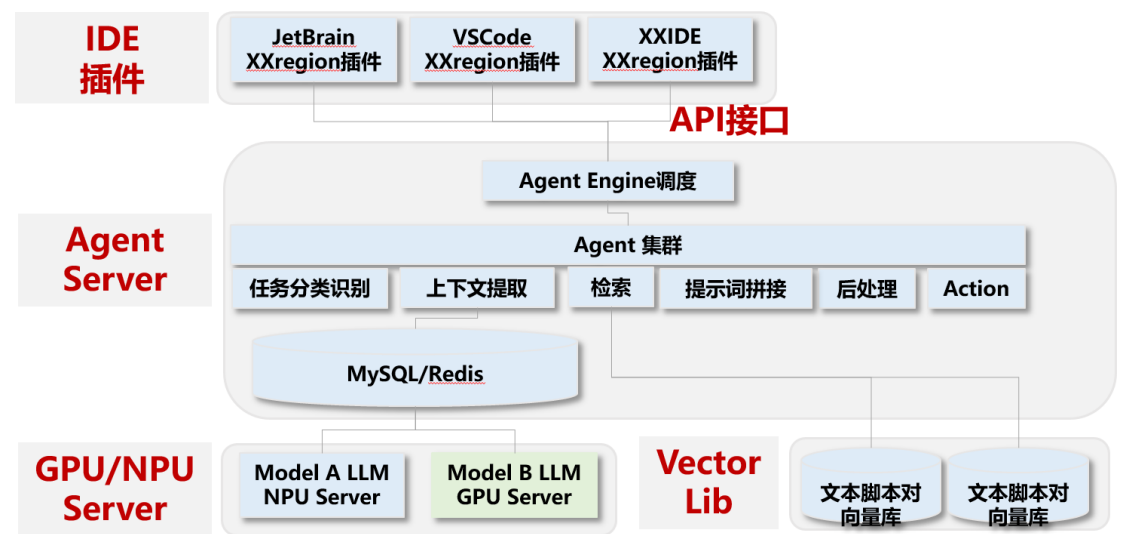 IDE
插件
JetBrain
XXregion插件
VSCode
XXregion插件
XXIDE
XXregion插件
API接口
Agent
Server
Agent Engine调度
Agent 集群
任务分类识别
上下文提取
检索
提示词拼接
后处理
Action
MySQL/Redis
GPU/NPU
Server
Model A LLM
NPU Server
Model B LLM
GPU Server
Vector
Lib
文本脚本对
向量库
文本脚本对
向量库